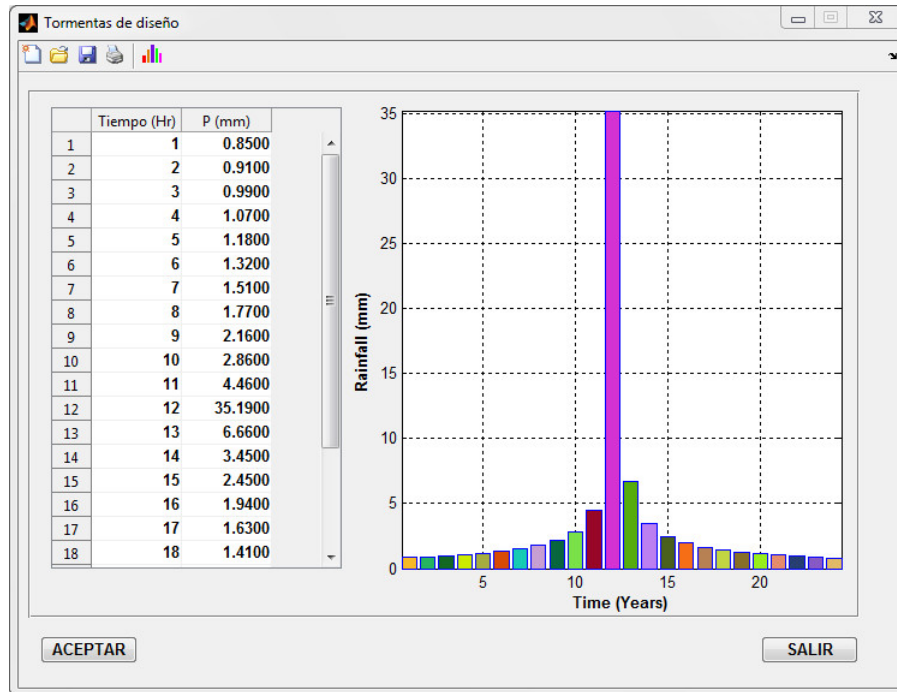 Tormentas de diseño
Tiempo (Hr) P (mm)
1 1 0.8500
2 2 0.9100
3 3 0.9900
4 4 1.0700
5 5 1.1800
6 6 1.3200
7 7 1.5100
8 8 1.7700
9 9 2.1600
10 10 2.8600
11 11 4.4600
12 12 35.1900
13 13 6.6600
14 14 3.4500
15 15 2.4500
16 16 1.9400
17 17 1.6300
18 18 1.4100
35
30
25
20
15
10
5
0
Rainfall (mm)
5 10 15 20
Time (Years)
ACEPTAR
SALIR